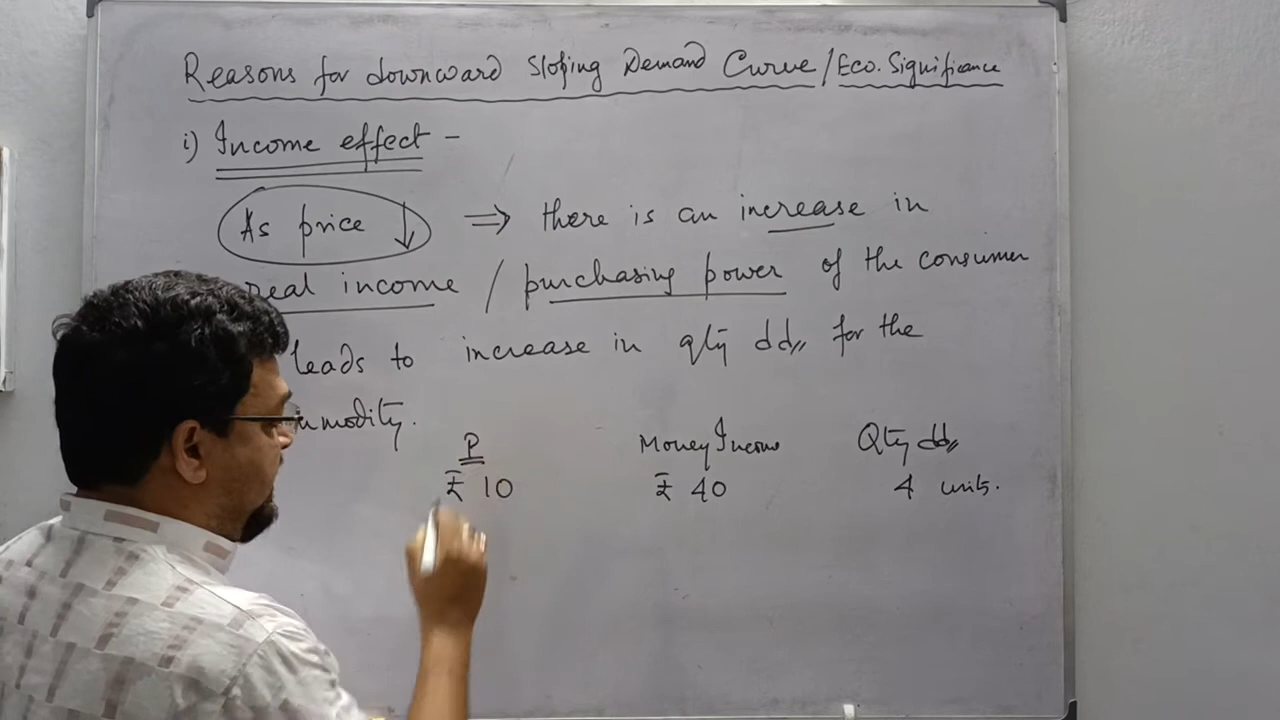 Reasons for downward Sloping Demand Curve/Eco. Significance
i) Income effect -
As price ↓ ⇒ there is an increase in
real income / purchasing power of the consumer
leads to increase in qty dd,, for the
P Money Income Qty dd,,
₹ 10 ₹ 40 4 units.